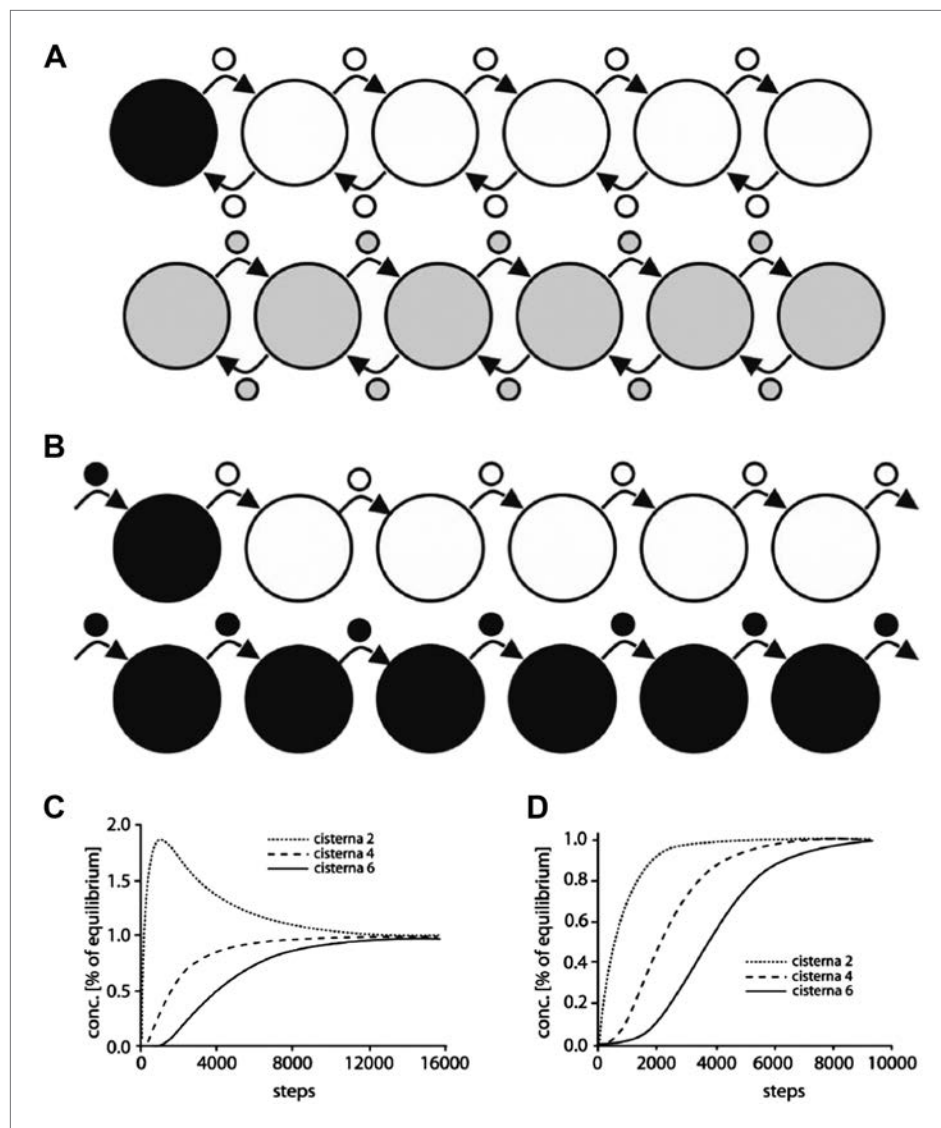 A
B
C
D
2.0
1.5
1.0
0.5
0.0
conc. [% of equilibrium]
cisterna 2
cisterna 4
cisterna 6
0
4000
8000
12000
16000
steps
1.0
0.8
0.6
0.4
0.2
0.0
conc. [% of equilibrium]
cisterna 2
cisterna 4
cisterna 6
0
2000
4000
6000
8000
10000
steps